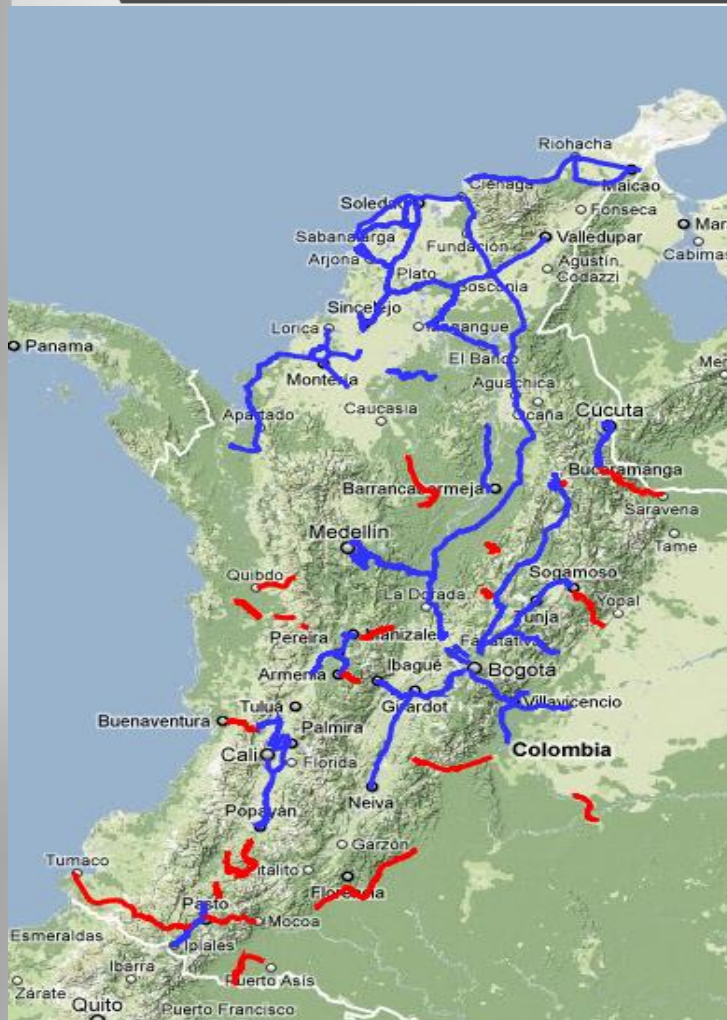 Riohacha
Maicao
Ciénaga
Soledad
Fonseca
Sabanalarga
Valledupar
Fundación
Arjona
Agustín
Codazzi
Cabimas
Plato
Bosconia
Sincelejo
Lorica
Panama
El Banco
Montería
Aguachica
Apartado
Caucasia
Ocaña
Cúcuta
Bucaramanga
Barrancabermeja
Saravena
Medellín
Tame
Quibdo
Sogamoso
La Dorada
Yopal
Tunja
Pereira
Manizales
Facatativá
Ibagué
Bogotá
Armenia
Tuluá
Girardot
Villavicencio
Buenaventura
Palmira
Colombia
Cali
Florida
Neiva
Popayán
Garzón
Tumaco
Pitalito
Florencia
Pasto
Mocoa
Esmeraldas
Ipiales
Ibarra
Puerto Asís
Zárate
Quito
Puerto Francisco